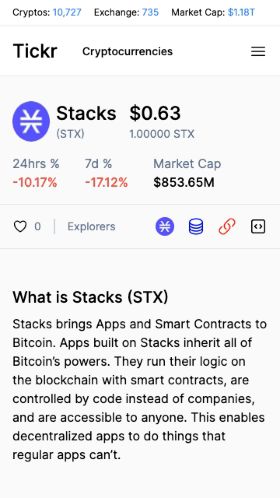 Cryptos: 10,727 Exchange: 735 Market Cap: $1.18T
Tickr Cryptocurrencies
Stacks $0.63
(STX) 1.00000 STX
24hrs % 7d % Market Cap
-10.17% -17.12% $853.65M
0 Explorers
What is Stacks (STX)
Stacks brings Apps and Smart Contracts to
Bitcoin. Apps built on Stacks inherit all of
Bitcoin’s powers. They run their logic on
the blockchain with smart contracts, are
controlled by code instead of companies,
and are accessible to anyone. This enables
decentralized apps to do things that
regular apps can’t.